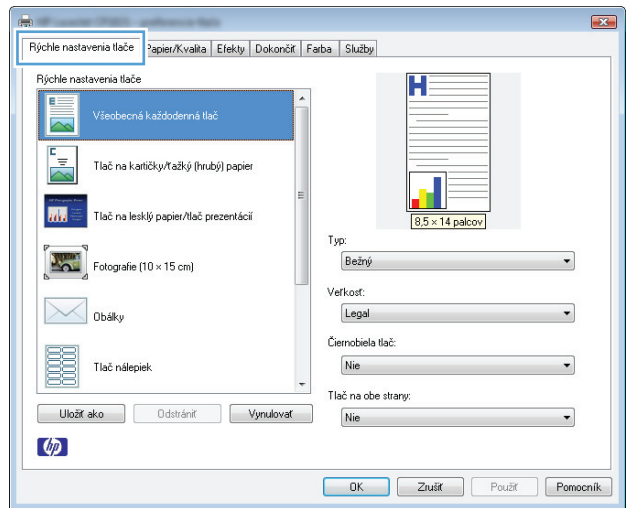 Rýchle nastavenia tlače
Papier/Kvalita
Efekty
Dokončiť
Farba
Služby
Rýchle nastavenia tlače
Všeobecná každodenná tlač
Tlač na kartičky/ťažký (hrubý) papier
Tlač na lesklý papier/tlač prezentácií
Fotografie (10 × 15 cm)
Obálky
Tlač nálepiek
Uložiť ako
Odstrániť
Vynulovať
8,5 × 14 palcov
Typ:
Bežný
Veľkosť:
Legal
Čiernobiela tlač:
Nie
Tlač na obe strany:
Nie
hp
OK
Zrušiť
Použiť
Pomocník